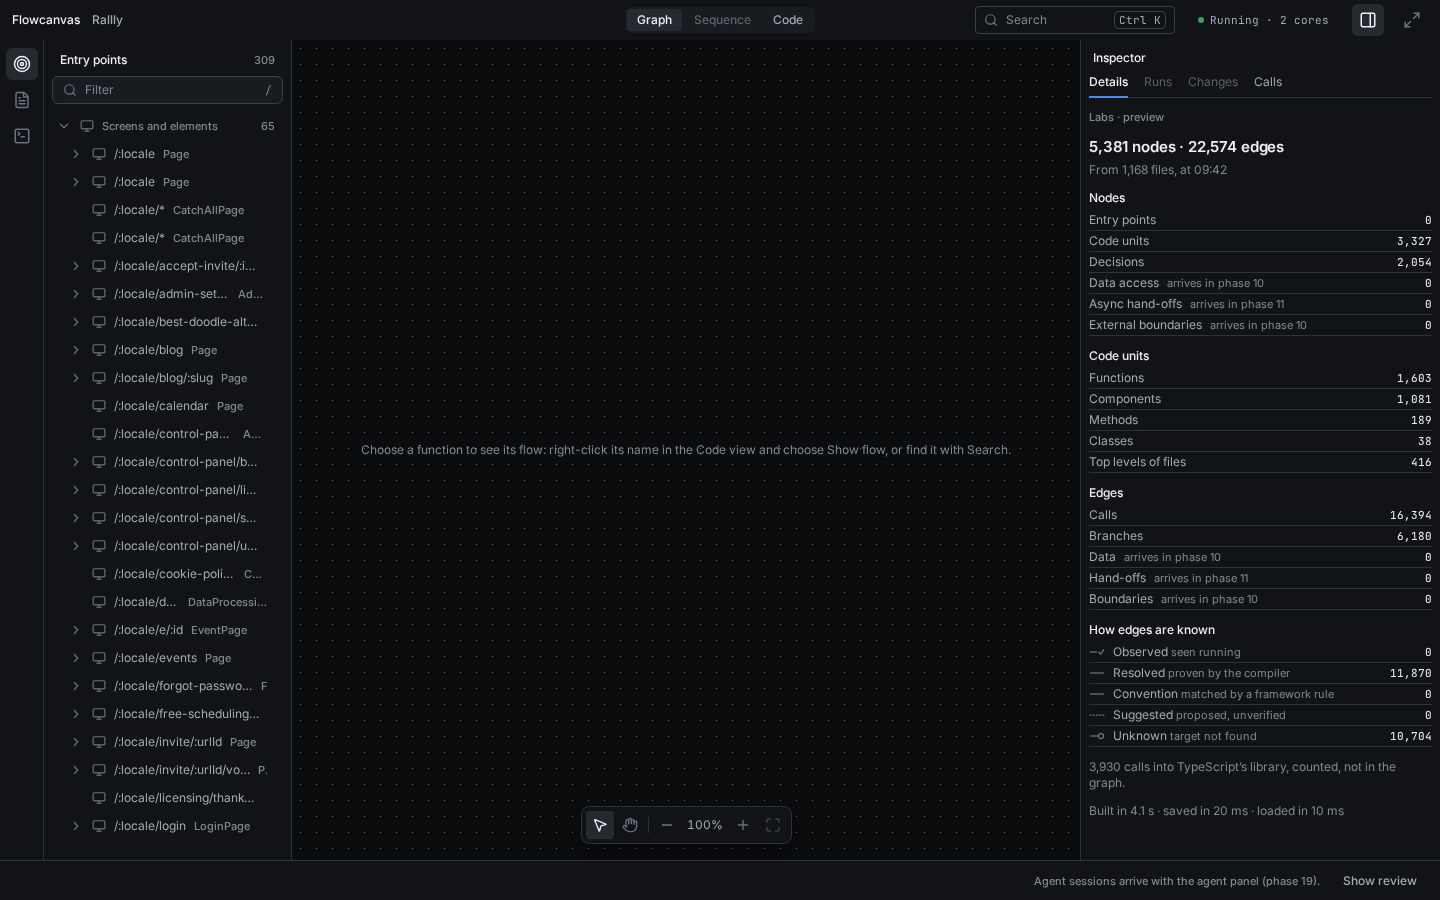 Flowcanvas Rallly
Graph Sequence Code
Search Ctrl K
Running · 2 cores
Entry points 309
Filter /
Screens and elements 65
/:locale Page
/:locale Page
/:locale/* CatchAllPage
/:locale/* CatchAllPage
/:locale/accept-invite/:i...
/:locale/admin-set... Ad...
/:locale/best-doodle-alt...
/:locale/blog Page
/:locale/blog/:slug Page
/:locale/calendar Page
/:locale/control-pa... A...
/:locale/control-panel/b...
/:locale/control-panel/li...
/:locale/control-panel/s...
/:locale/control-panel/u...
/:locale/cookie-poli... C...
/:locale/d... DataProcessi...
/:locale/e/:id EventPage
/:locale/events Page
/:locale/forgot-passwo... F
/:locale/free-scheduling...
/:locale/invite/:urlId Page
/:locale/invite/:urlId/vo... P.
/:locale/licensing/thank...
/:locale/login LoginPage
Choose a function to see its flow: right-click its name in the Code view and choose Show flow, or find it with Search.
100%
Inspector
Details Runs Changes Calls
Labs · preview
5,381 nodes · 22,574 edges
From 1,168 files, at 09:42
Nodes
Entry points 0
Code units 3,327
Decisions 2,054
Data access arrives in phase 10 0
Async hand-offs arrives in phase 11 0
External boundaries arrives in phase 10 0
Code units
Functions 1,603
Components 1,081
Methods 189
Classes 38
Top levels of files 416
Edges
Calls 16,394
Branches 6,180
Data arrives in phase 10 0
Hand-offs arrives in phase 11 0
Boundaries arrives in phase 10 0
How edges are known
Observed seen running 0
Resolved proven by the compiler 11,870
Convention matched by a framework rule 0
Suggested proposed, unverified 0
Unknown target not found 10,704
3,930 calls into TypeScript's library, counted, not in the
graph.
Built in 4.1 s · saved in 20 ms · loaded in 10 ms
Agent sessions arrive with the agent panel (phase 19). Show review